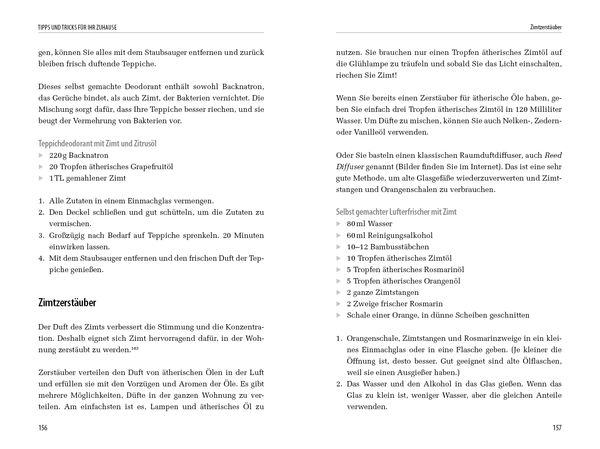 TIPPS UND TRICKS FÜR IHR ZUHAUSE
gen, können Sie alles mit dem Staubsauger entfernen und zurück
bleiben frisch duftende Teppiche.
Dieses selbst gemachte Deodorant enthält sowohl Backnatron,
das Gerüche bindet, als auch Zimt, der Bakterien vernichtet. Die
Mischung sorgt dafür, dass Ihre Teppiche besser riechen, und sie
beugt der Vermehrung von Bakterien vor.
Teppichdeodorant mit Zimt und Zitrusöl
▶ 220 g Backnatron
▶ 20 Tropfen ätherisches Grapefruitöl
▶ 1 TL gemahlener Zimt
1. Alle Zutaten in einem Einmachglas vermengen.
2. Den Deckel schließen und gut schütteln, um die Zutaten zu
vermischen.
3. Großzügig nach Bedarf auf Teppiche sprenkeln. 20 Minuten
einwirken lassen.
4. Mit dem Staubsauger entfernen und den frischen Duft der Tep-
piche genießen.
Zimtzerstäuber
Der Duft des Zimts verbessert die Stimmung und die Konzentra-
tion. Deshalb eignet sich Zimt hervorragend dafür, in der Woh-
nung zerstäubt zu werden.
Zerstäuber verteilen den Duft von ätherischen Ölen in der Luft
und erfüllen sie mit den Vorzügen und Aromen der Öle. Es gibt
mehrere Möglichkeiten, Düfte in der ganzen Wohnung zu ver-
teilen. Am einfachsten ist es, Lampen und ätherisches Öl zu
156
Zimtzerstäuber
nutzen. Sie brauchen nur einen Tropfen ätherisches Zimtöl auf
die Glühlampe zu träufeln und sobald Sie das Licht einschalten,
riechen Sie Zimt!
Wenn Sie bereits einen Zerstäuber für ätherische Öle haben, ge-
ben Sie einfach drei Tropfen ätherisches Zimtöl in 120 Milliliter
Wasser. Um Düfte zu mischen, können Sie auch Nelken-, Zedern-
oder Vanilleöl verwenden.
Oder Sie basteln einen klassischen Raumduftdiffuser, auch Reed
Diffuser genannt (Bilder finden Sie im Internet). Das ist eine sehr
gute Methode, um alte Glasgefäße wiederzuverwerten und Zimt-
stangen und Orangenschalen zu verbrauchen.
Selbst gemachter Lufterfrischer mit Zimt
▶ 80 ml Wasser
▶ 60 ml Reinigungsalkohol
▶ 10–12 Bambusstäbchen
▶ 10 Tropfen ätherisches Zimtöl
▶ 5 Tropfen ätherisches Rosmarinöl
▶ 5 Tropfen ätherisches Orangenöl
▶ 2 ganze Zimtstangen
▶ 2 Zweige frischer Rosmarin
▶ Schale einer Orange, in dünne Scheiben geschnitten
1. Orangenschale, Zimtstangen und Rosmarinzweige in ein klei-
nes Einmachglas oder in eine Flasche geben. (Je kleiner die
Öffnung ist, desto besser. Gut geeignet sind alte Ölflaschen,
weil sie einen Ausgießer haben.)
2. Das Wasser und den Alkohol in das Glas gießen. Wenn das
Glas zu klein ist, weniger Wasser, aber die gleichen Anteile
verwenden.
157